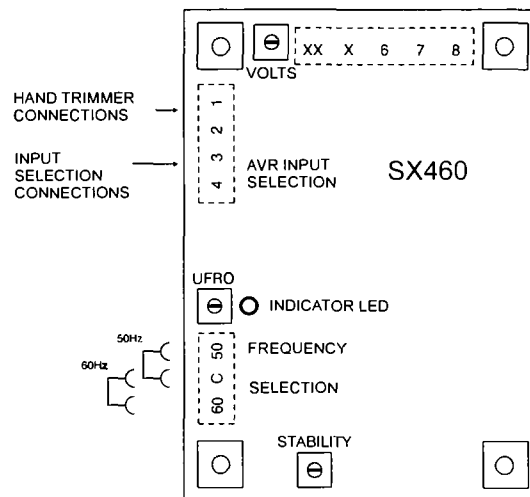 XX X 6 7 8
VOLTS
HAND TRIMMER
CONNECTIONS
1
2
3
4
INPUT
SELECTION
CONNECTIONS
AVR INPUT
SELECTION
SX460
UFRO
INDICATOR LED
50Hz
60Hz
50
C
60
FREQUENCY
SELECTION
STABILITY